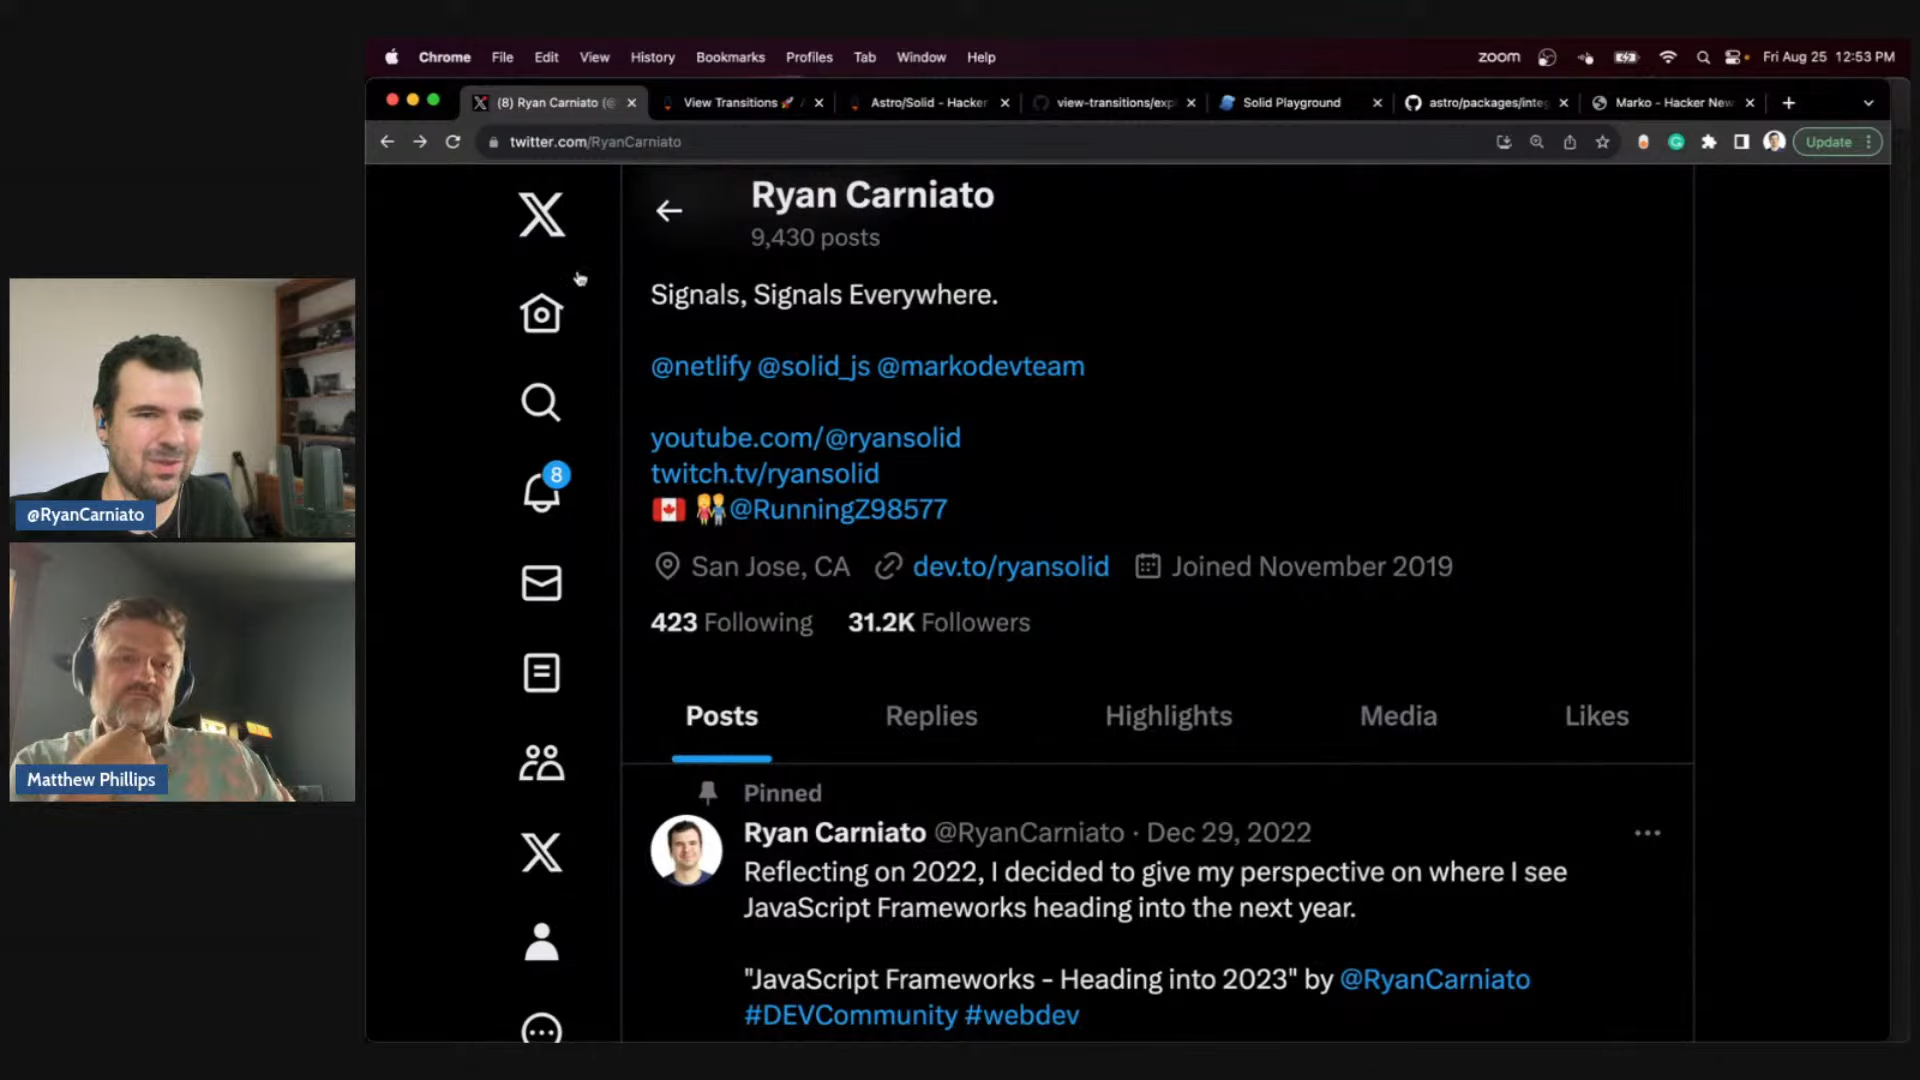 Chrome File Edit View History Bookmarks Profiles Tab Window Help
zoom Fri Aug 25 12:53 PM
(8) Ryan Carniato (@
View Transitions 🚀 /
Astro/Solid - Hacker
view-transitions/exp
Solid Playground
astro/packages/integ
Marko - Hacker New
twitter.com/RyanCarniato
Update
Ryan Carniato
9,430 posts
Signals, Signals Everywhere.
@netlify @solid_js @markodevteam
youtube.com/@ryansolid
twitch.tv/ryansolid
🇨🇦 👫@RunningZ98577
San Jose, CA dev.to/ryansolid Joined November 2019
423 Following 31.2K Followers
Posts Replies Highlights Media Likes
Pinned
Ryan Carniato @RyanCarniato · Dec 29, 2022
Reflecting on 2022, I decided to give my perspective on where I see
JavaScript Frameworks heading into the next year.
"JavaScript Frameworks - Heading into 2023" by @RyanCarniato
#DEVCommunity #webdev
8
@RyanCarniato
Matthew Phillips